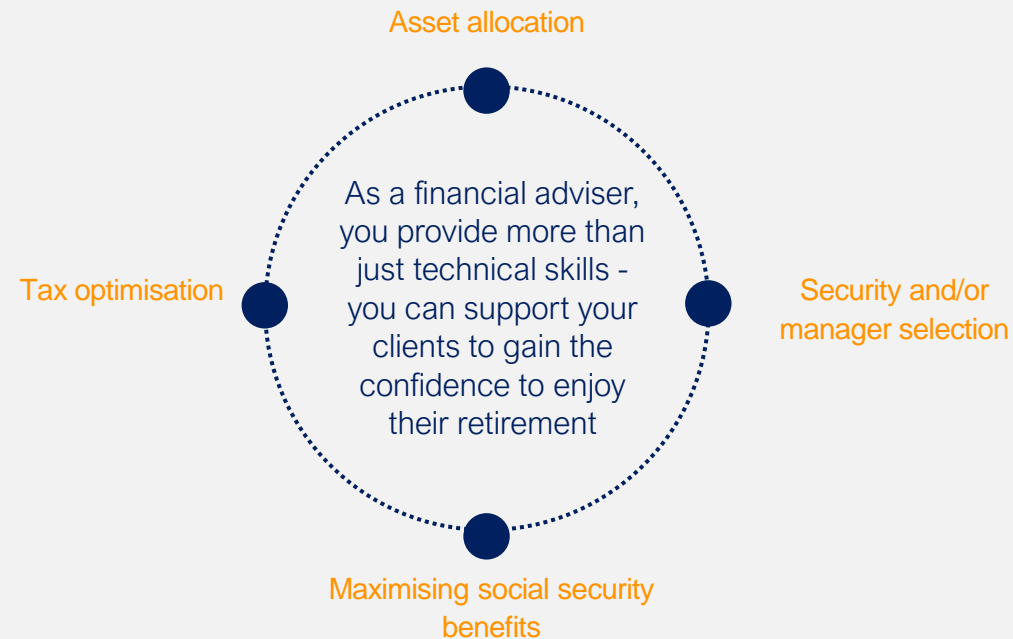 Asset allocation
As a financial adviser,
you provide more than
just technical skills -
you can support your
clients to gain the
confidence to enjoy
their retirement
Tax optimisation
Security and/or
manager selection
Maximising social security
benefits